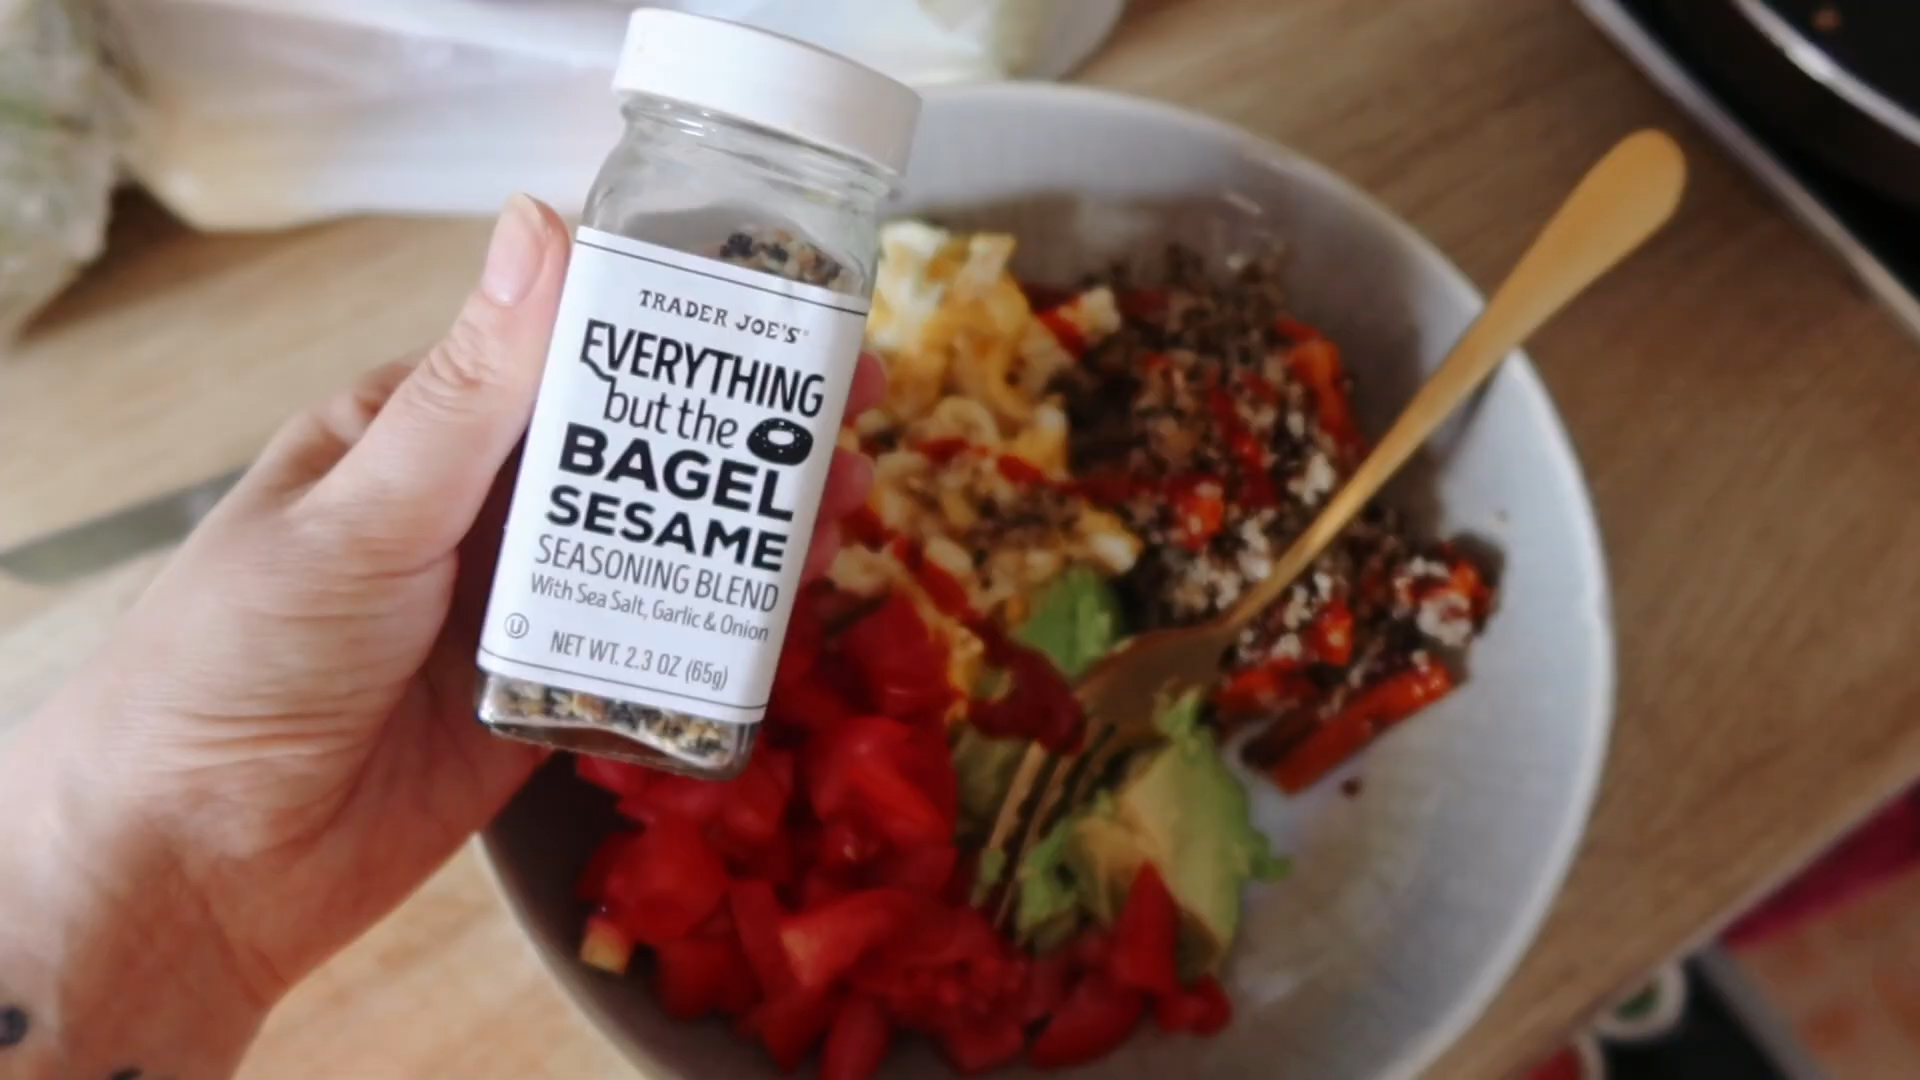 TRADER JOE'S
EVERYTHING
but the
BAGEL
SESAME
SEASONING BLEND
With Sea Salt, Garlic & Onion
U
NET WT. 2.3 OZ (65g)